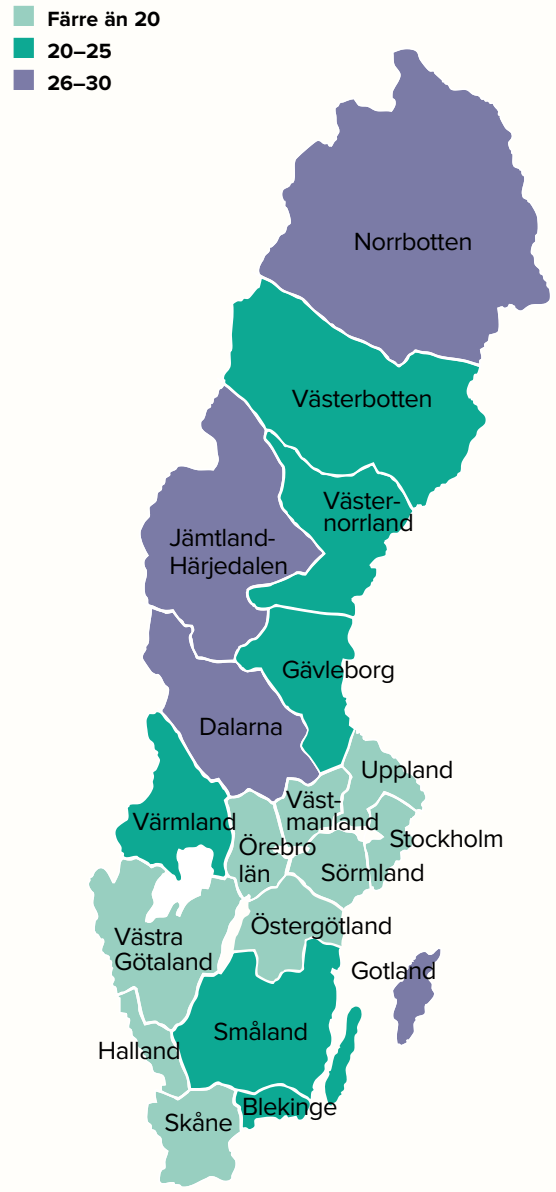 Färre än 20
20–25
26–30
Norrbotten
Västerbotten
Väster-
norrland
Jämtland-
Härjedalen
Gävleborg
Dalarna
Uppland
Väst-
manland
Värmland
Stockholm
Örebro
län
Sörmland
Östergötland
Västra
Götaland
Gotland
Småland
Halland
Blekinge
Skåne